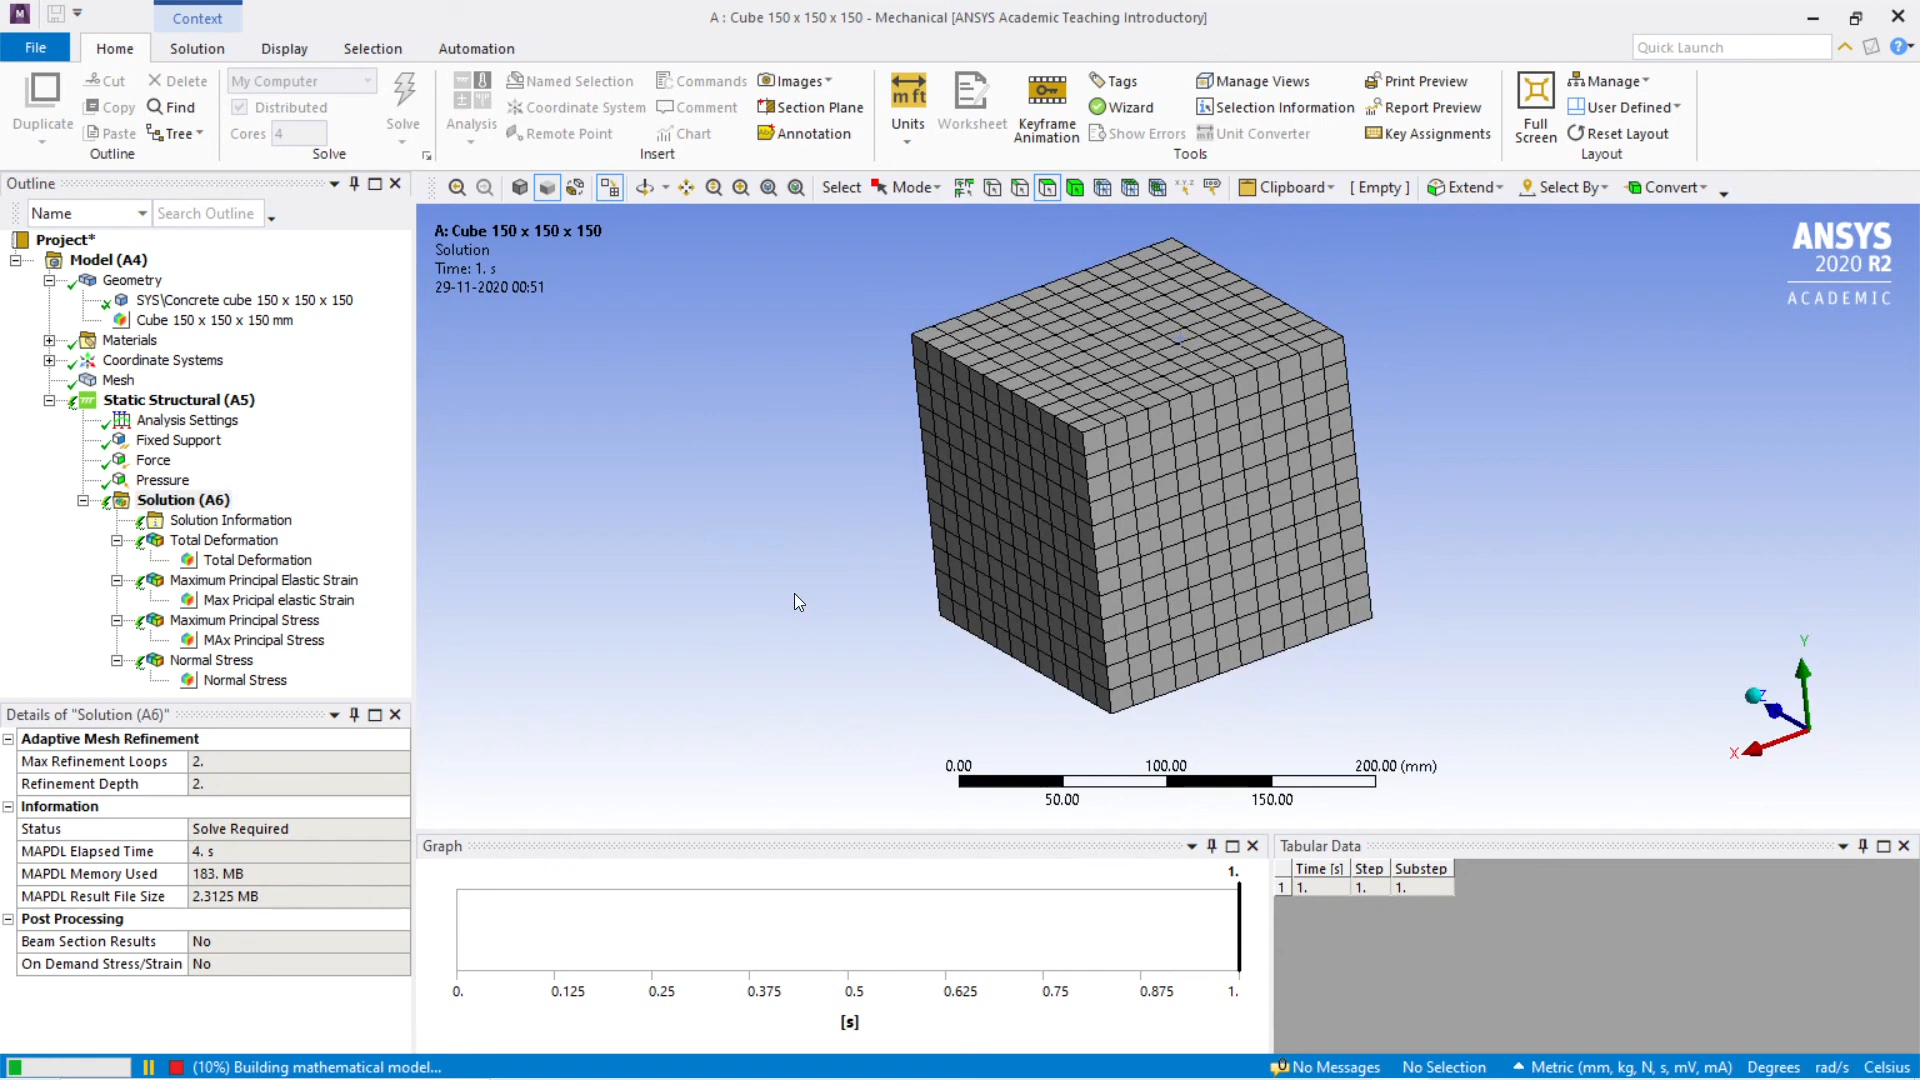 Context
A : Cube 150 x 150 x 150 - Mechanical [ANSYS Academic Teaching Introductory]
File Home Solution Display Selection Automation
Quick Launch
Duplicate
Cut
Delete
Copy
Find
Paste
Tree
Outline
My Computer
Distributed
Cores 4
Solve
Solve
Analysis
Named Selection
Commands
Images
Coordinate System
Comment
Section Plane
Remote Point
Chart
Annotation
Insert
m ft
Units
Worksheet
Keyframe
Animation
Tags
Manage Views
Print Preview
Wizard
Selection Information
Report Preview
Show Errors
Unit Converter
Key Assignments
Tools
Full
Screen
Manage
User Defined
Reset Layout
Layout
Outline
Select Mode Clipboard [ Empty ] Extend Select By Convert
Name Search Outline
Project*
Model (A4)
Geometry
SYS\Concrete cube 150 x 150 x 150
Cube 150 x 150 x 150 mm
Materials
Coordinate Systems
Mesh
Static Structural (A5)
Analysis Settings
Fixed Support
Force
Pressure
Solution (A6)
Solution Information
Total Deformation
Total Deformation
Maximum Principal Elastic Strain
Max Pricipal elastic Strain
Maximum Principal Stress
MAx Principal Stress
Normal Stress
Normal Stress
A: Cube 150 x 150 x 150
Solution
Time: 1. s
29-11-2020 00:51
ANSYS
2020 R2
ACADEMIC
Y
Z
X
0.00 100.00 200.00 (mm)
50.00 150.00
Details of "Solution (A6)"
Adaptive Mesh Refinement
Max Refinement Loops 2.
Refinement Depth 2.
Information
Status Solve Required
MAPDL Elapsed Time 4. s
MAPDL Memory Used 183. MB
MAPDL Result File Size 2.3125 MB
Post Processing
Beam Section Results No
On Demand Stress/Strain No
Graph
1.
0. 0.125 0.25 0.375 0.5 0.625 0.75 0.875 1.
[s]
Tabular Data
Time [s] Step Substep
1 1. 1. 1.
(10%) Building mathematical model...
No Messages No Selection Metric (mm, kg, N, s, mV, mA) Degrees rad/s Celsius